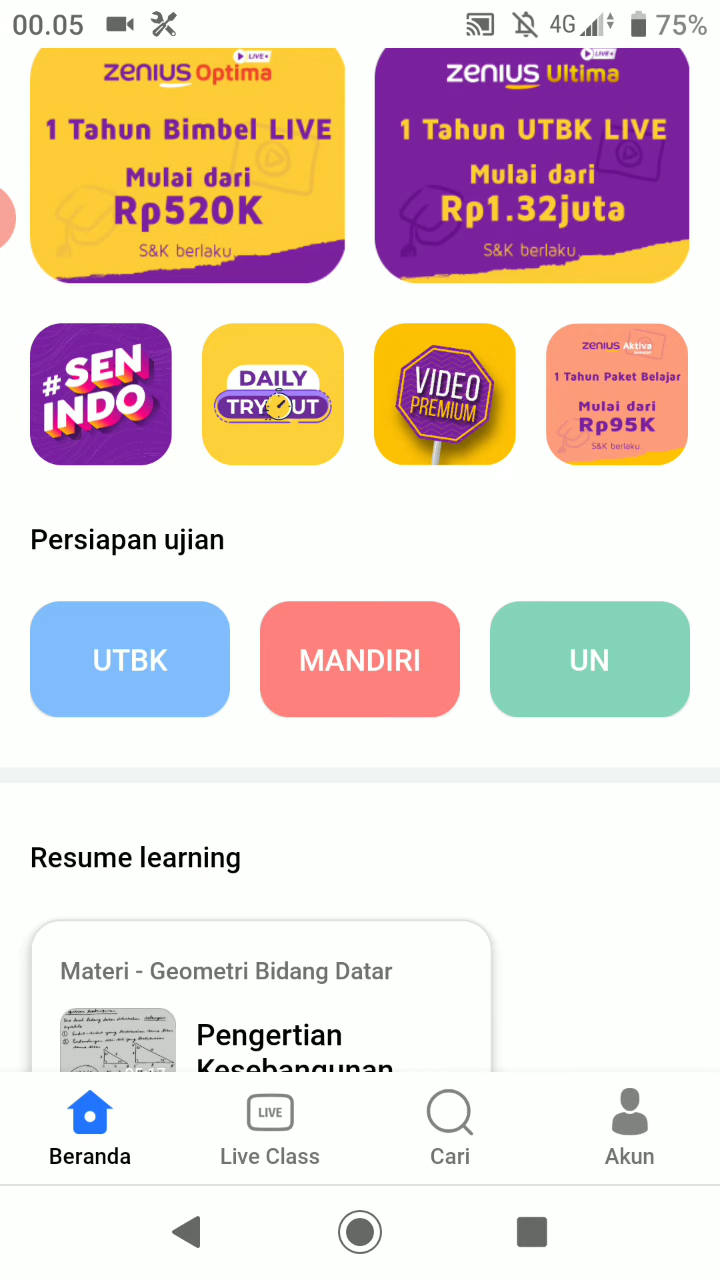 00.05
4G
75%
LIVE+
zenius Optima
1 Tahun Bimbel LIVE
Mulai dari
Rp520K
S&K berlaku
LIVE+
zenius Ultima
1 Tahun UTBK LIVE
Mulai dari
Rp1.32juta
S&K berlaku
#SEN
INDO
DAILY
TRYOUT
VIDEO
PREMIUM
zenius Aktiva
1 Tahun Paket Belajar
Mulai dari
Rp95K
S&K berlaku
Persiapan ujian
UTBK
MANDIRI
UN
Resume learning
Materi - Geometri Bidang Datar
Pengertian
Kesebangunan
Beranda
LIVE
Live Class
Cari
Akun